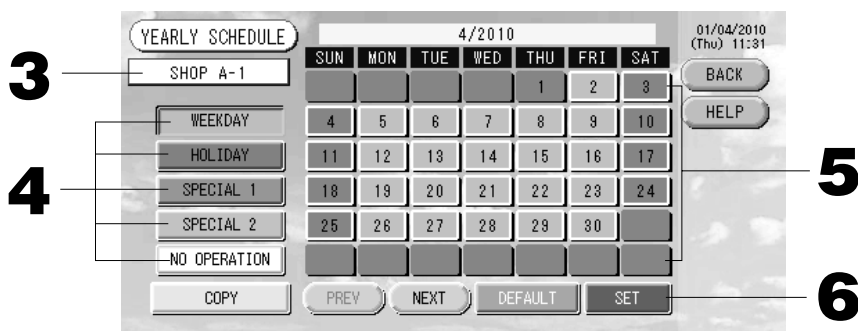 YEARLY SCHEDULE
4/2010
01/04/2010
(Thu) 11:31
3
SHOP A-1
SUN MON TUE WED THU FRI SAT
BACK
1 2 3
HELP
WEEKDAY
4 5 6 7 8 9 10
HOLIDAY
11 12 13 14 15 16 17
4
SPECIAL 1
18 19 20 21 22 23 24
5
SPECIAL 2
25 26 27 28 29 30
NO OPERATION
COPY
PREV NEXT DEFAULT SET
6